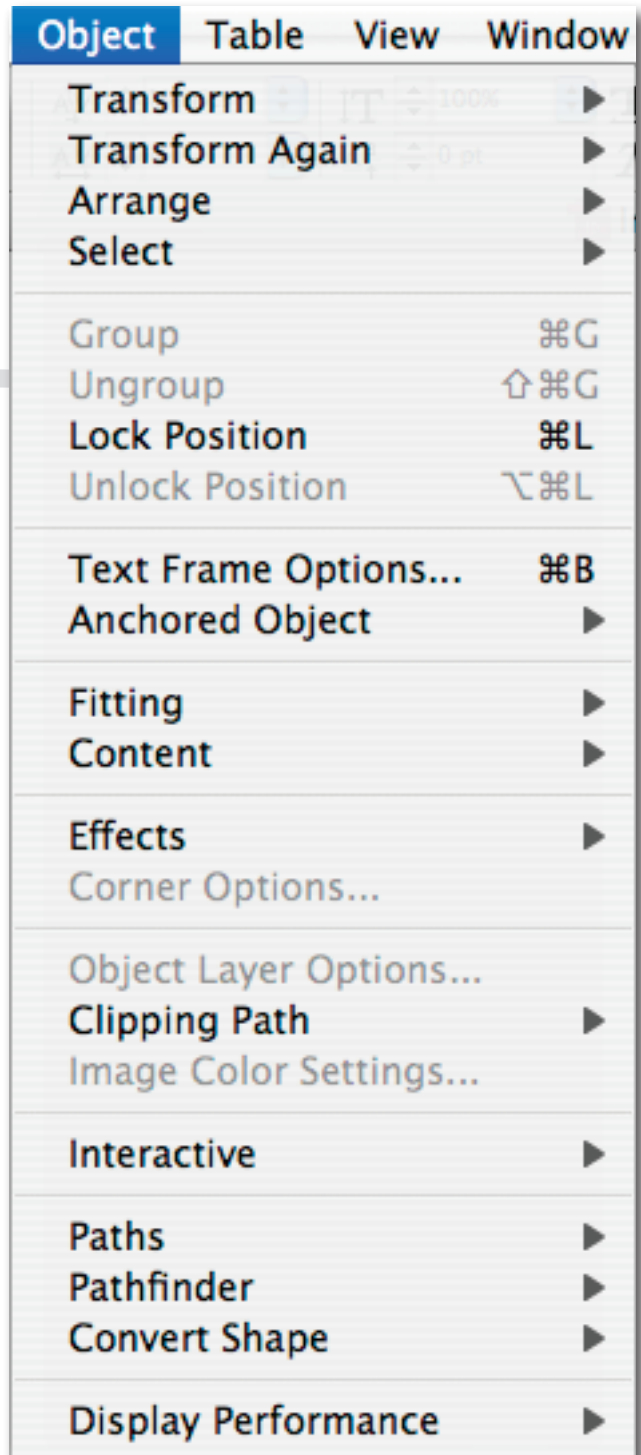 Object Table View Window
Transform
Transform Again
Arrange
Select
Group ⌘G
Ungroup ⇧⌘G
Lock Position ⌘L
Unlock Position ⌥⌘L
Text Frame Options... ⌘B
Anchored Object
Fitting
Content
Effects
Corner Options...
Object Layer Options...
Clipping Path
Image Color Settings...
Interactive
Paths
Pathfinder
Convert Shape
Display Performance